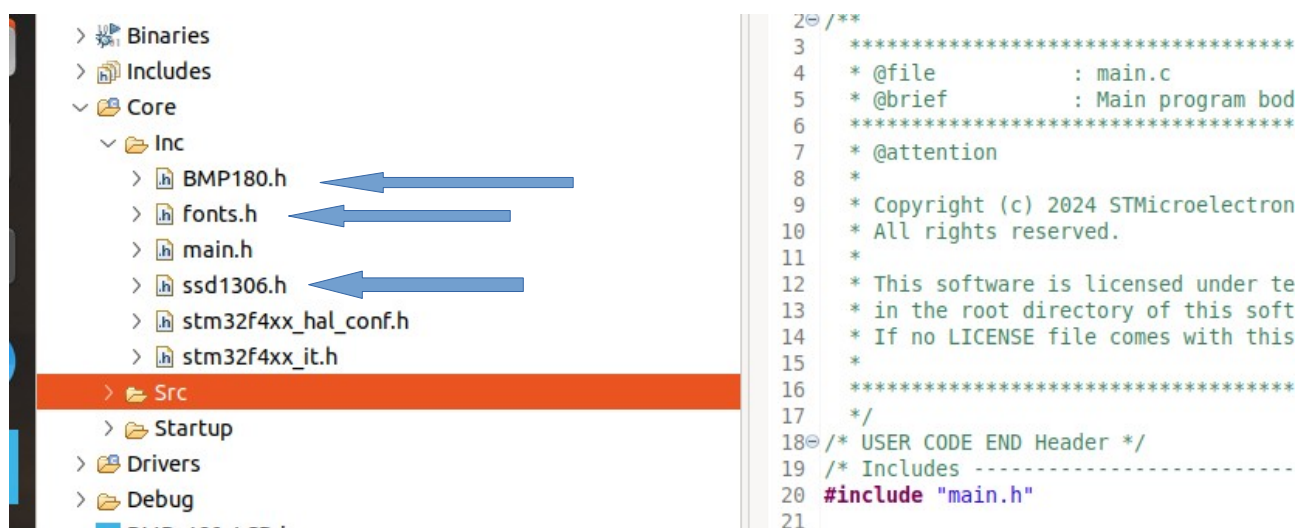 Binaries
Includes
Core
Inc
BMP180.h
fonts.h
main.h
ssd1306.h
stm32f4xx_hal_conf.h
stm32f4xx_it.h
Src
Startup
Drivers
Debug
2 /**
3 ************************************
4 * @file : main.c
5 * @brief : Main program bod
6 ************************************
7 * @attention
8 *
9 * Copyright (c) 2024 STMicroelectron
10 * All rights reserved.
11 *
12 * This software is licensed under te
13 * in the root directory of this soft
14 * If no LICENSE file comes with this
15 *
16 ************************************
17 */
18 /* USER CODE END Header */
19 /* Includes --------------------------
20 #include "main.h"
21